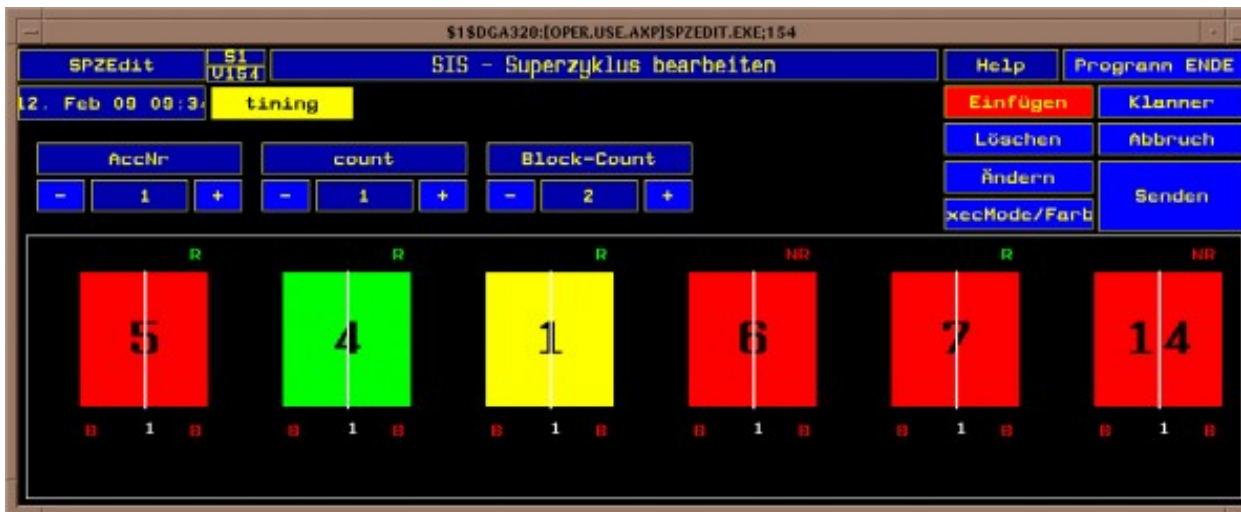 $1$DGA320:[OPER.USE.AXP]SPZEDIT.EXE;154
SPZEdit S1 V154 SIS - Superzyklus bearbeiten Help Programm ENDE
12. Feb 09 09:34 timing Einfügen Klammer
Löschen Abbruch
AccNr count Block-Count
Ändern
- 1 + - 1 + - 2 + Senden
xecMode/Farb
R R R NR R NR
5 4 1 6 7 14
B 1 B B 1 B B 1 B B 1 B B 1 B B 1 B